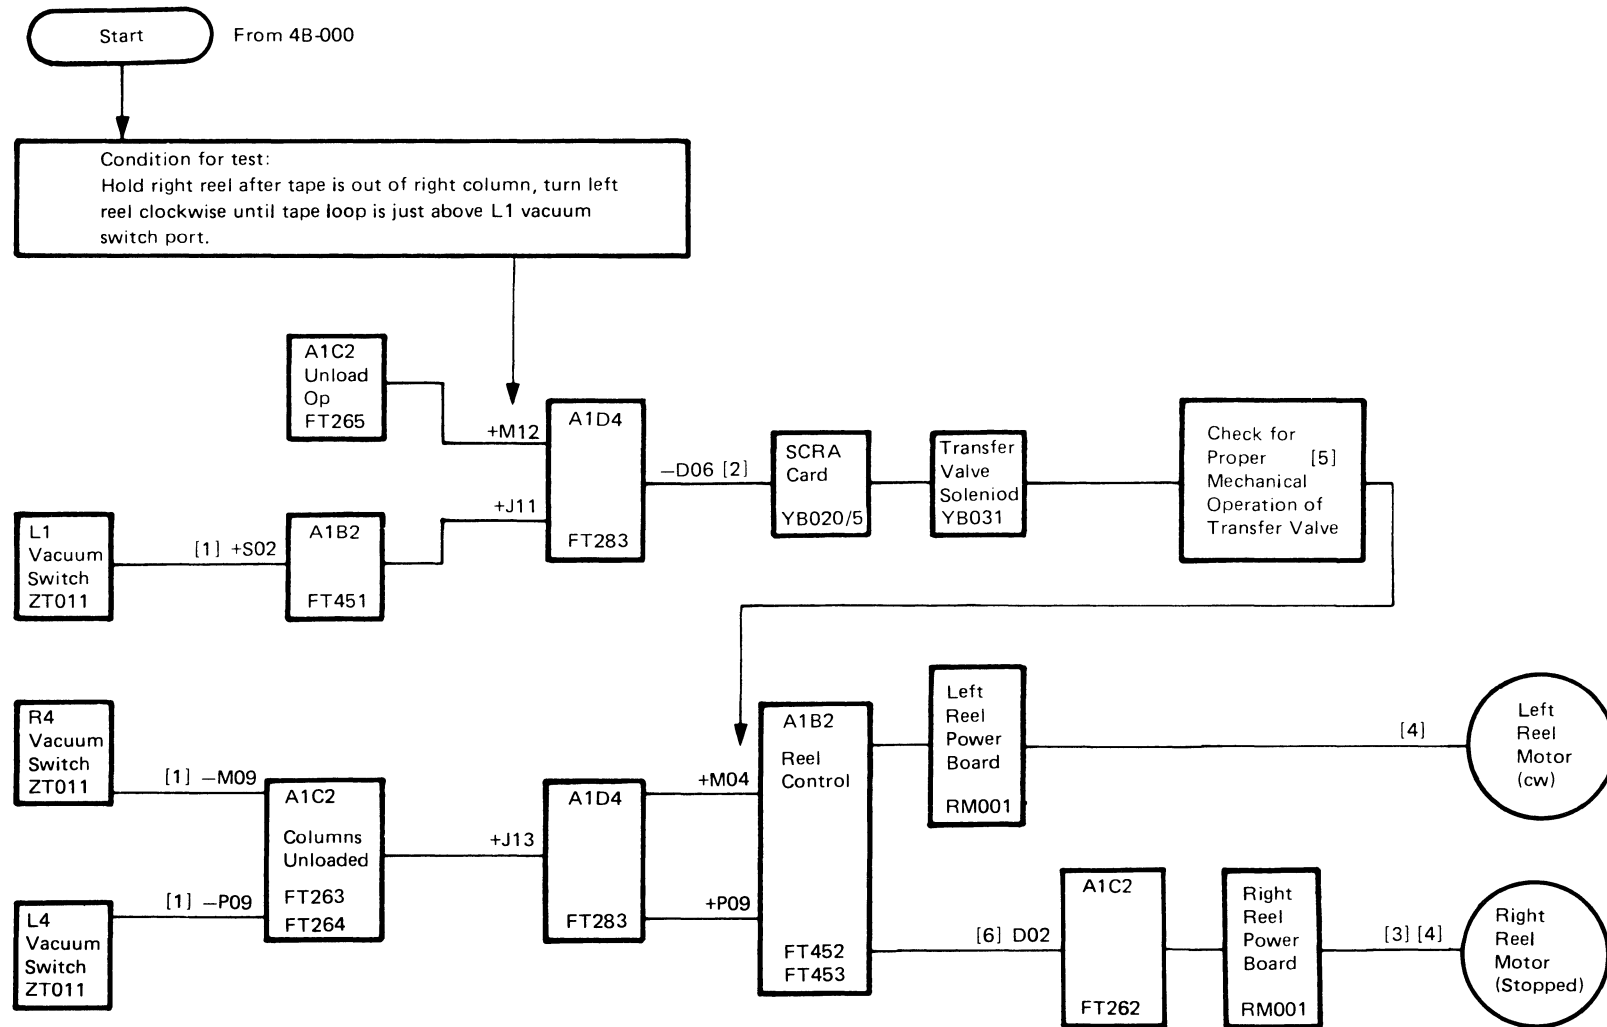 Start
From 4B-000
Condition for test:
Hold right reel after tape is out of right column, turn left
reel clockwise until tape loop is just above L1 vacuum
switch port.
A1C2
Unload
Op
FT265
+M12
A1D4
FT283
+J11
L1
Vacuum
Switch
ZT011
[1] +S02
A1B2
FT451
—D06 [2]
SCRA
Card
YB020/5
Transfer
Valve
Soleniod
YB031
Check for
Proper [5]
Mechanical
Operation of
Transfer Valve
R4
Vacuum
Switch
ZT011
[1] —M09
L4
Vacuum
Switch
ZT011
[1] —P09
A1C2
Columns
Unloaded
FT263
FT264
+J13
A1D4
FT283
+M04
+P09
A1B2
Reel
Control
FT452
FT453
Left
Reel
Power
Board
RM001
[4]
Left
Reel
Motor
(cw)
[6] D02
A1C2
FT262
Right
Reel
Power
Board
RM001
[3] [4]
Right
Reel
Motor
(Stopped)